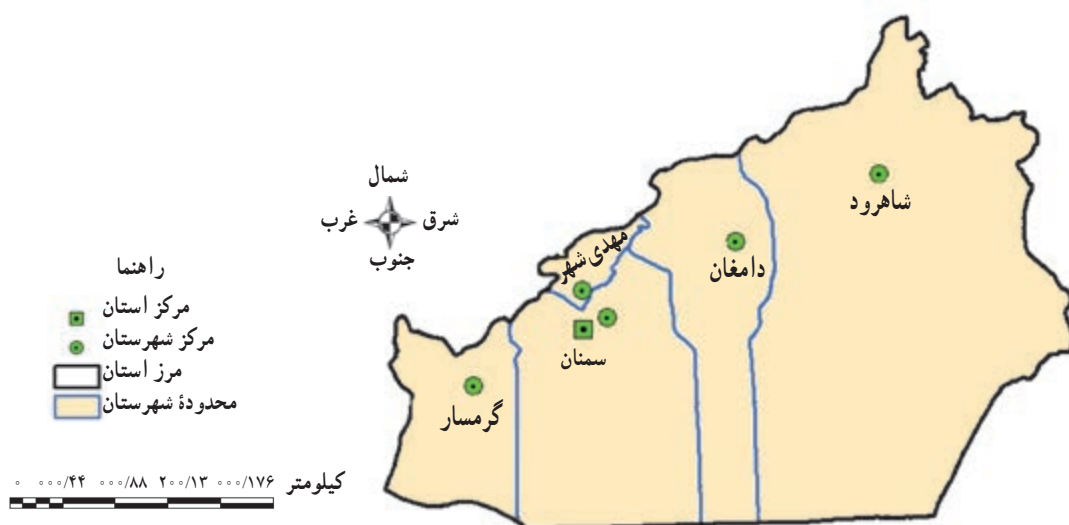 شمال
شرق
غرب
جنوب
راهنما
مرکز استان
مرکز شهرستان
مرز استان
محدودهٔ شهرستان
شاهرود
دامغان
مهدی شهر
سمنان
گرمسار
۰ ۰۰۰/۴۴ ۰۰۰/۸۸ ۲۰۰/۱۳ ۰۰۰/۱۷۶ کیلومتر